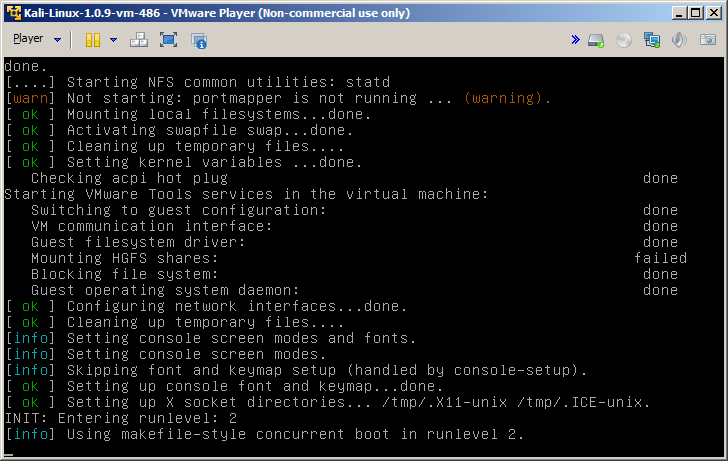 Kali-Linux-1.0.9-vm-486 - VMware Player (Non-commercial use only)
Player
done.
[....] Starting NFS common utilities: statd
[warn] Not starting: portmapper is not running ... (warning).
[ ok ] Mounting local filesystems...done.
[ ok ] Activating swapfile swap...done.
[ ok ] Cleaning up temporary files....
[ ok ] Setting kernel variables ...done.
   Checking acpi hot plug                                              done
Starting VMware Tools services in the virtual machine:
   Switching to guest configuration:                                   done
   VM communication interface:                                         done
   Guest filesystem driver:                                            done
   Mounting HGFS shares:                                              failed
   Blocking file system:                                               done
   Guest operating system daemon:                                      done
[ ok ] Configuring network interfaces...done.
[ ok ] Cleaning up temporary files....
[info] Setting console screen modes and fonts.
[info] Setting console screen modes.
[info] Skipping font and keymap setup (handled by console-setup).
[ ok ] Setting up console font and keymap...done.
[ ok ] Setting up X socket directories... /tmp/.X11-unix /tmp/.ICE-unix.
INIT: Entering runlevel: 2
[info] Using makefile-style concurrent boot in runlevel 2.